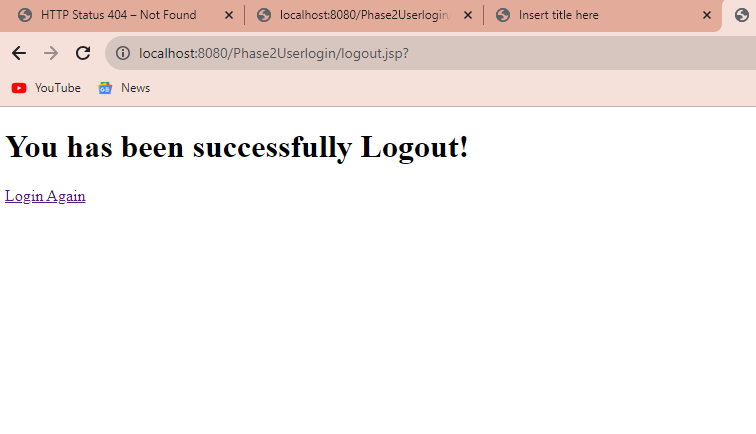 HTTP Status 404 – Not Found
localhost:8080/Phase2Userlogin
Insert title here
localhost:8080/Phase2Userlogin/logout.jsp?
YouTube
News
You has been successfully Logout!
Login Again